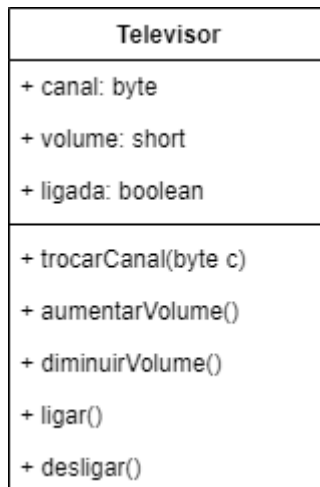 Televisor
+ canal: byte
+ volume: short
+ ligada: boolean
+ trocarCanal(byte c)
+ aumentarVolume()
+ diminuirVolume()
+ ligar()
+ desligar()